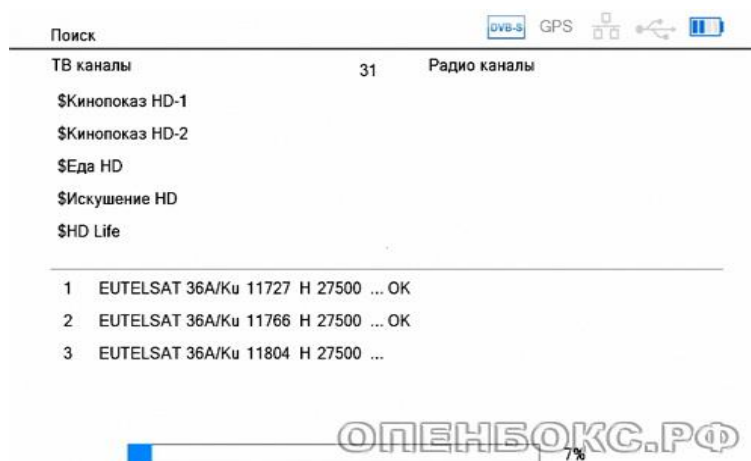 Поиск DVB-S GPS
ТВ каналы 31 Радио каналы
$Кинопоказ HD-1
$Кинопоказ HD-2
$Еда HD
$Искушение HD
$HD Life
1 EUTELSAT 36A/Ku 11727 H 27500 ... OK
2 EUTELSAT 36A/Ku 11766 H 27500 ... OK
3 EUTELSAT 36A/Ku 11804 H 27500 ...
7%
ОПЕНБОКС.РФ